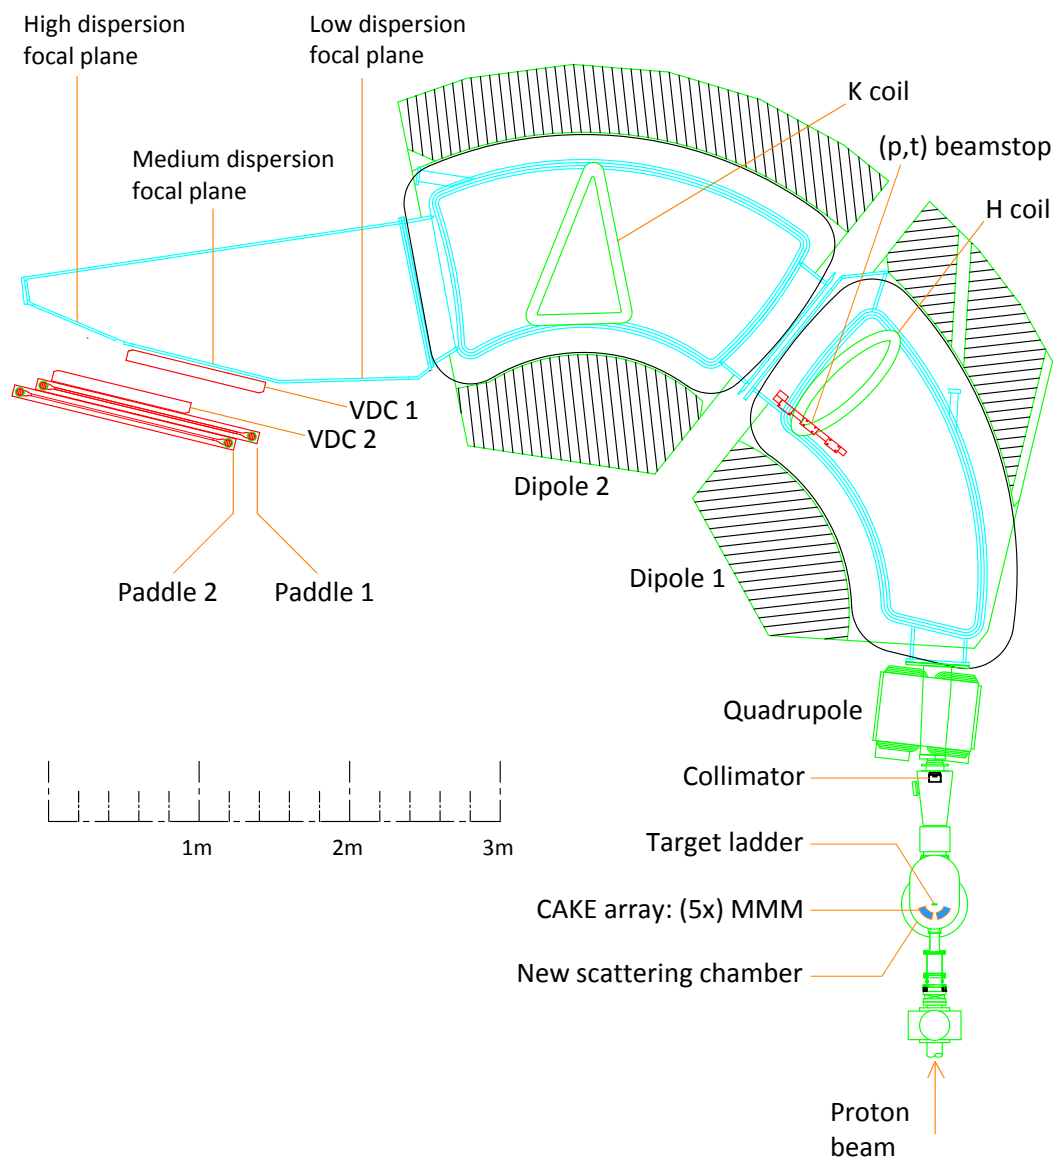 High dispersion
focal plane
Low dispersion
focal plane
K coil
(p,t) beamstop
Medium dispersion
focal plane
H coil
VDC 1
VDC 2
Dipole 2
Dipole 1
Paddle 2
Paddle 1
Quadrupole
Collimator
1m
2m
3m
Target ladder
CAKE array: (5x) MMM
New scattering chamber
Proton
beam